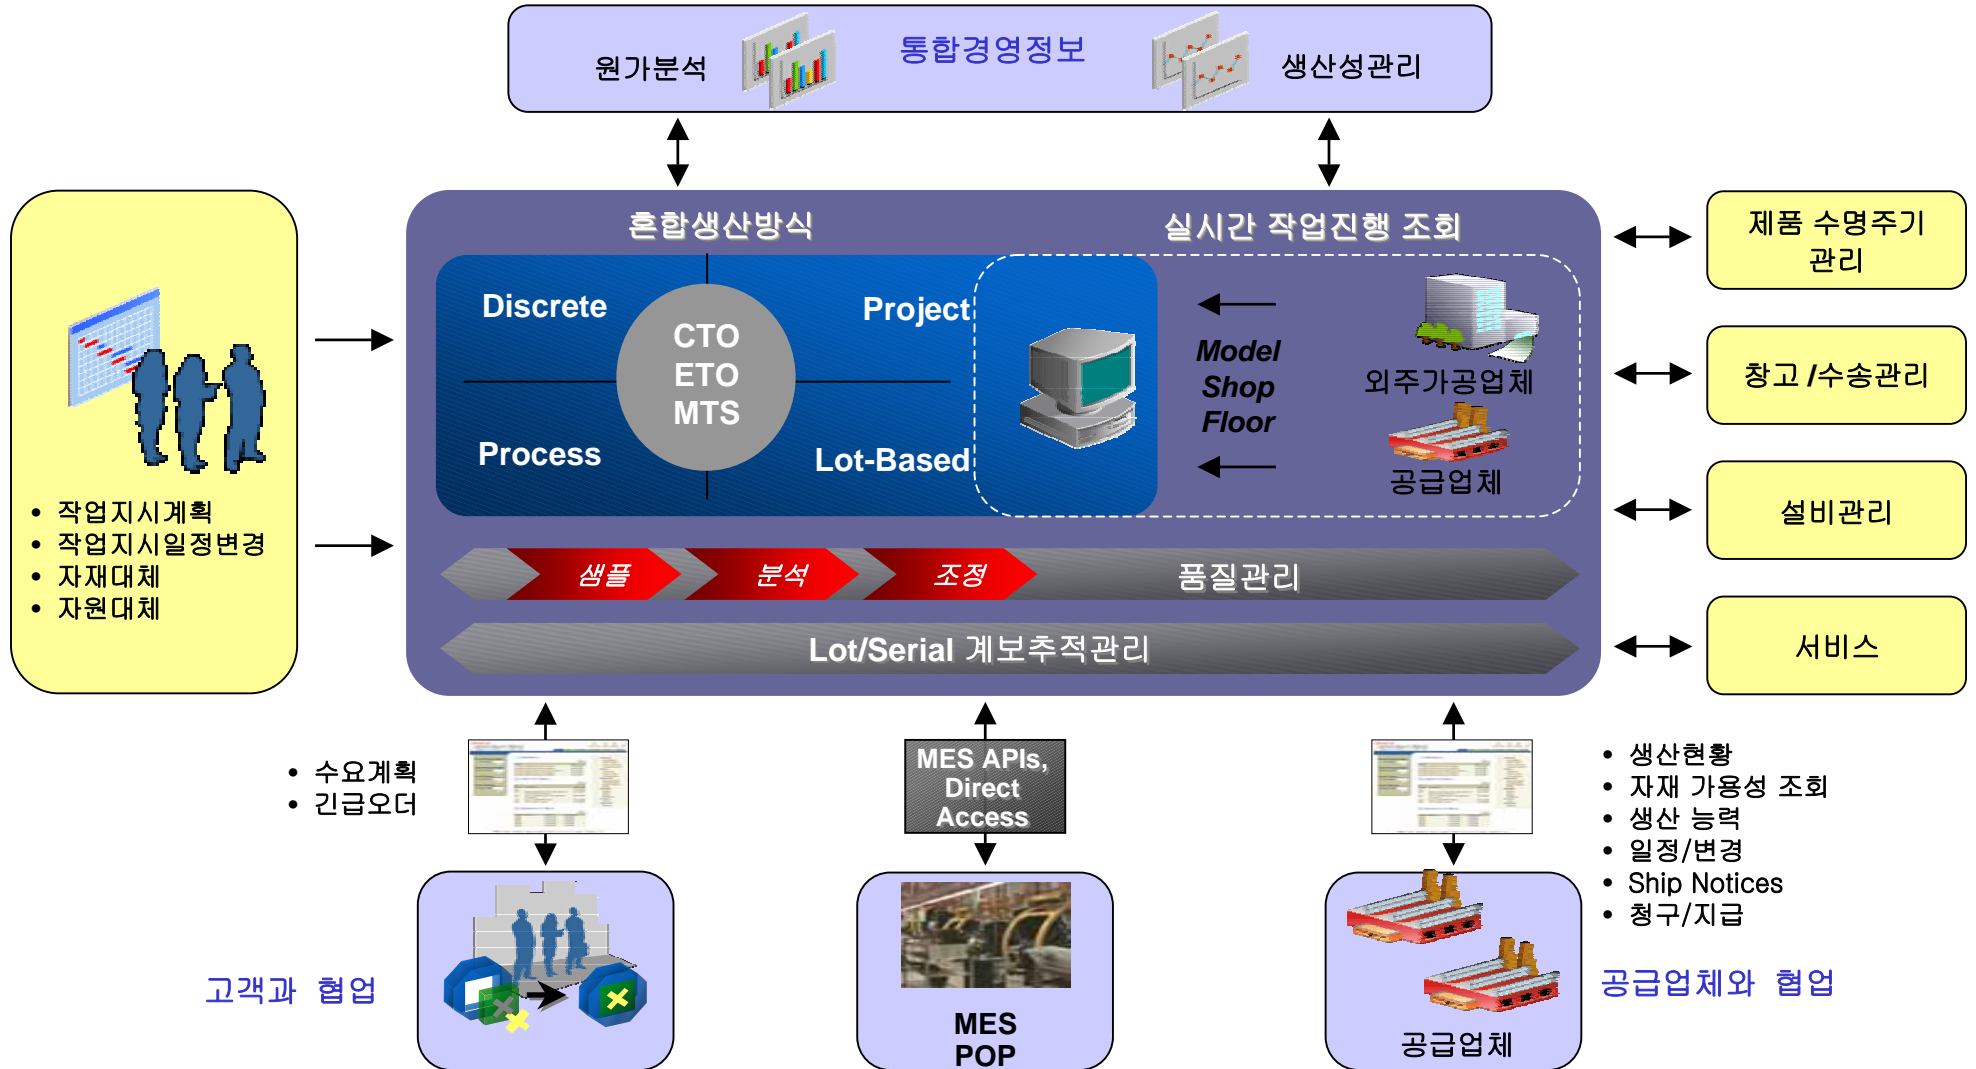 통합경영정보
원가분석
생산성관리
혼합생산방식
실시간 작업진행 조회
Discrete
Project
CTO
ETO
MTS
Process
Lot-Based
Model
Shop
Floor
외주가공업체
공급업체
샘플
분석
조정
품질관리
Lot/Serial 계보추적관리
• 작업지시계획
• 작업지시일정변경
• 자재대체
• 자원대체
제품 수명주기
관리
창고 /수송관리
설비관리
서비스
• 수요계획
• 긴급오더
MES APIs,
Direct
Access
• 생산현황
• 자재 가용성 조회
• 생산 능력
• 일정/변경
• Ship Notices
• 청구/지급
고객과 협업
MES
POP
공급업체
공급업체와 협업